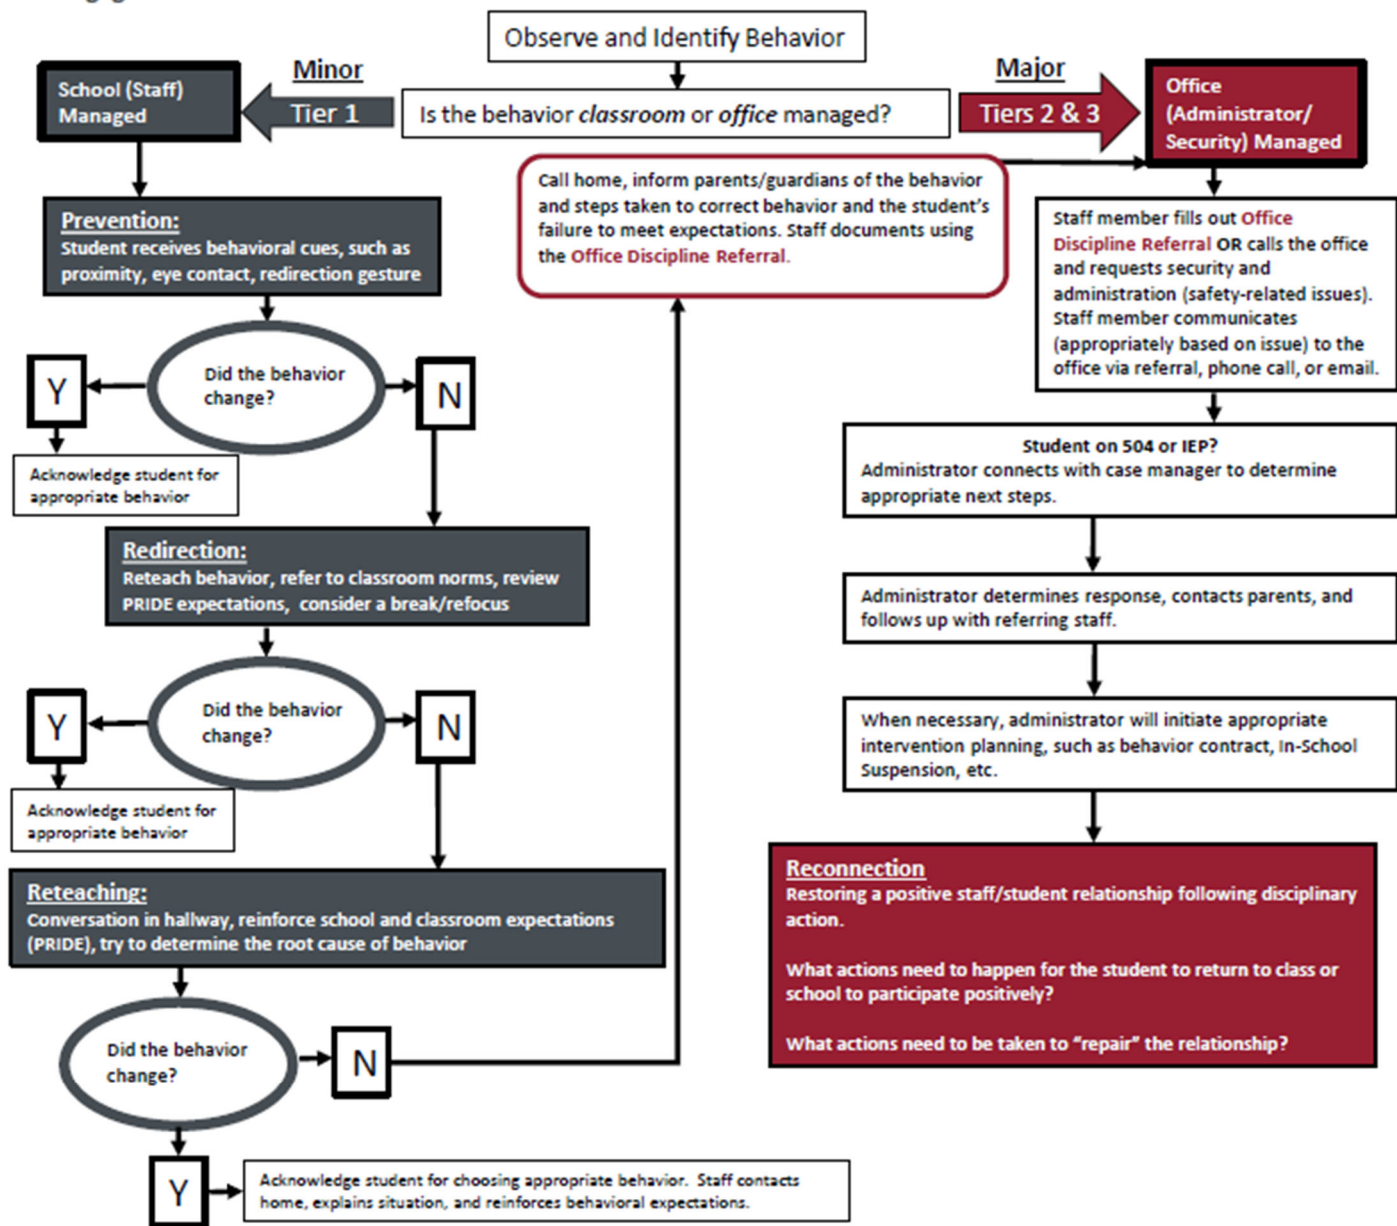 Observe and Identify Behavior
Minor
Major
School (Staff)
Managed
Tier 1
Is the behavior classroom or office managed?
Tiers 2 & 3
Office
(Administrator/
Security) Managed
Call home, inform parents/guardians of the behavior
and steps taken to correct behavior and the student's
failure to meet expectations. Staff documents using
the Office Discipline Referral.
Prevention:
Student receives behavioral cues, such as
proximity, eye contact, redirection gesture
Staff member fills out Office
Discipline Referral OR calls the office
and requests security and
administration (safety-related issues).
Staff member communicates
(appropriately based on issue) to the
office via referral, phone call, or email.
Did the behavior
change?
Y
N
Acknowledge student for
appropriate behavior
Student on 504 or IEP?
Administrator connects with case manager to determine
appropriate next steps.
Redirection:
Reteach behavior, refer to classroom norms, review
PRIDE expectations, consider a break/refocus
Administrator determines response, contacts parents, and
follows up with referring staff.
Did the behavior
change?
Y
N
Acknowledge student for
appropriate behavior
When necessary, administrator will initiate appropriate
intervention planning, such as behavior contract, In-School
Suspension, etc.
Reteaching:
Conversation in hallway, reinforce school and classroom expectations
(PRIDE), try to determine the root cause of behavior
Reconnection
Restoring a positive staff/student relationship following disciplinary
action.
What actions need to happen for the student to return to class or
school to participate positively?
What actions need to be taken to “repair” the relationship?
Did the behavior
change?
N
Y
Acknowledge student for choosing appropriate behavior. Staff contacts
home, explains situation, and reinforces behavioral expectations.